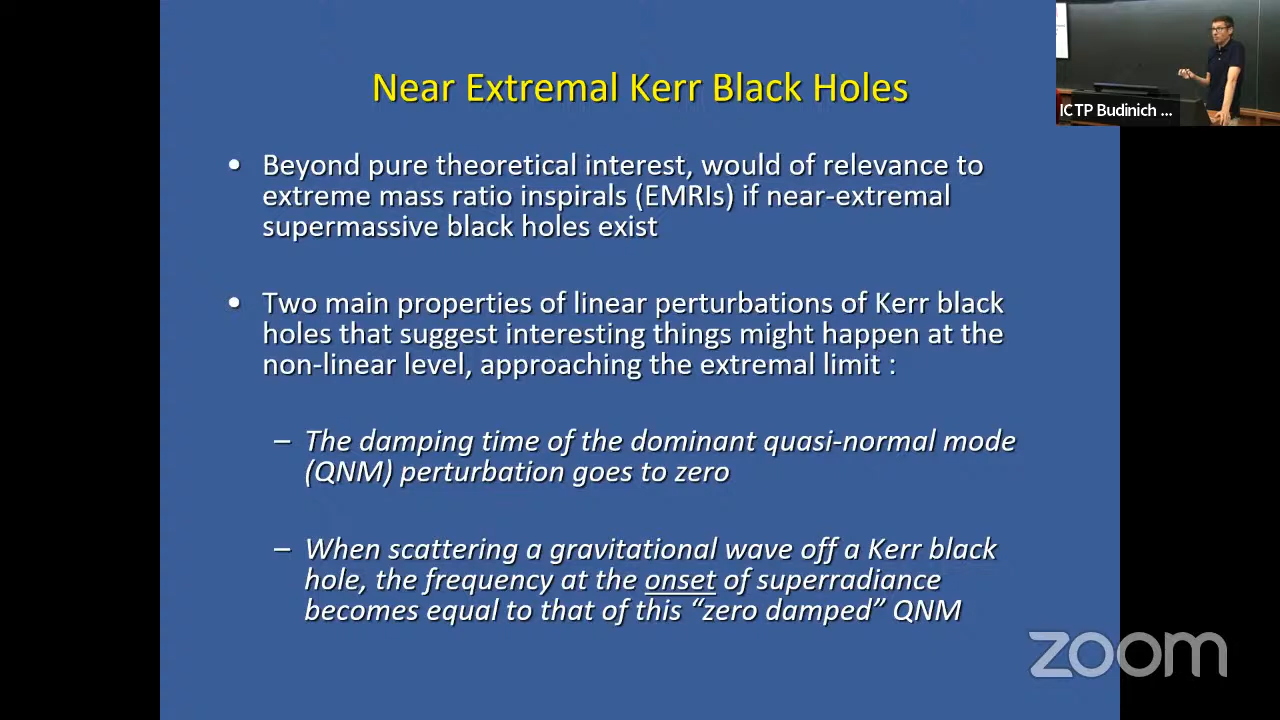 Near Extremal Kerr Black Holes
• Beyond pure theoretical interest, would of relevance to
extreme mass ratio inspirals (EMRIs) if near-extremal
supermassive black holes exist
• Two main properties of linear perturbations of Kerr black
holes that suggest interesting things might happen at the
non-linear level, approaching the extremal limit :
– The damping time of the dominant quasi-normal mode
(QNM) perturbation goes to zero
– When scattering a gravitational wave off a Kerr black
hole, the frequency at the onset of superradiance
becomes equal to that of this “zero damped” QNM
ICTP Budinich ...
zoom